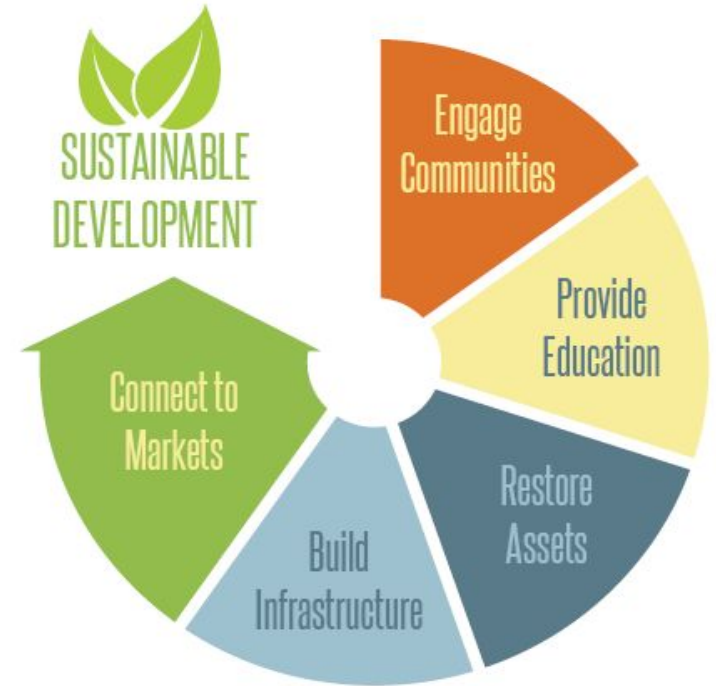 SUSTAINABLE
DEVELOPMENT
Engage
Communities
Provide
Education
Restore
Assets
Build
Infrastructure
Connect to
Markets